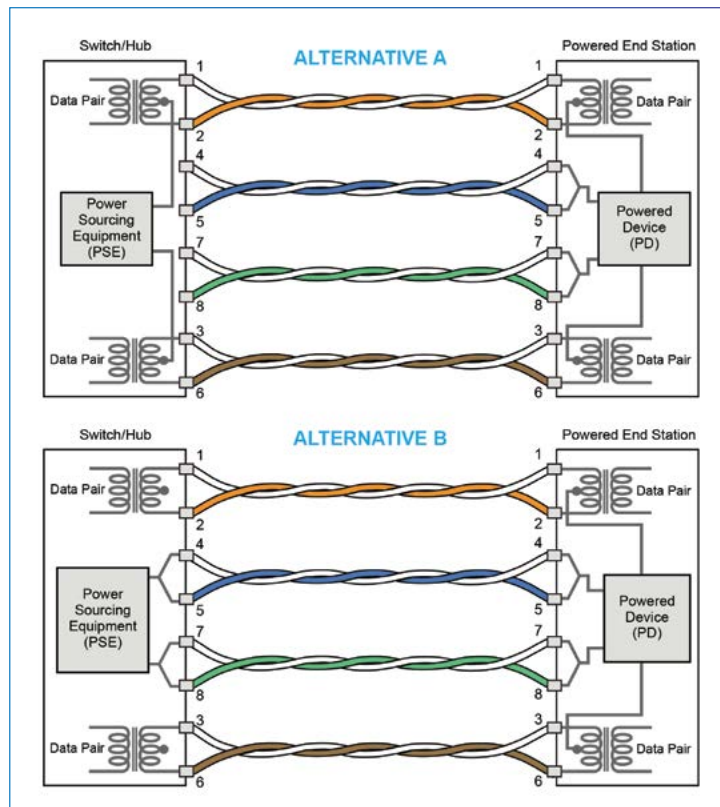 Switch/Hub
ALTERNATIVE A
Powered End Station
1
1
Data Pair
Data Pair
2
2
4
4
Power
Sourcing
Equipment
(PSE)
Powered
Device
(PD)
5
5
7
7
8
8
3
3
Data Pair
Data Pair
6
6
Switch/Hub
ALTERNATIVE B
Powered End Station
1
1
Data Pair
Data Pair
2
2
4
4
Power
Sourcing
Equipment
(PSE)
Powered
Device
(PD)
5
5
7
7
8
8
3
3
Data Pair
Data Pair
6
6